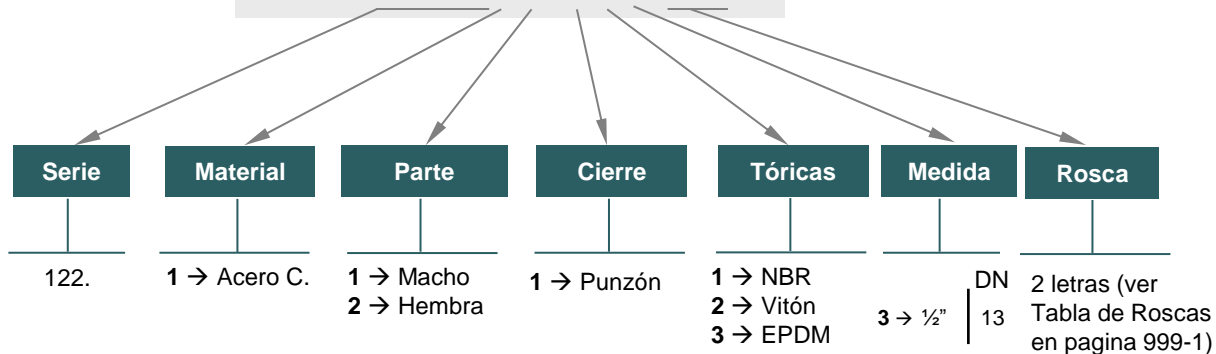 Serie Material Parte Cierre Tóricas Medida Rosca
122.
1 → Acero C.
1 → Macho
2 → Hembra
1 → Punzón
1 → NBR
2 → Vitón
3 → EPDM
DN
3 → ½” 13
2 letras (ver
Tabla de Roscas
en pagina 999-1)